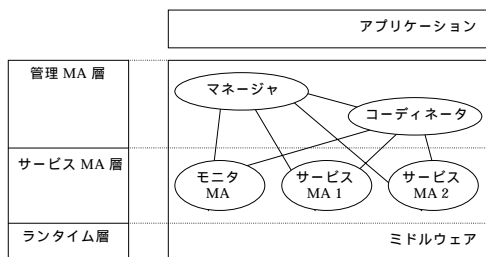 アプリケーション
管理 MA 層
マネージャ
コーディネータ
サービス MA 層
モニタ
MA
サービス
MA 1
サービス
MA 2
ランタイム層
ミドルウェア